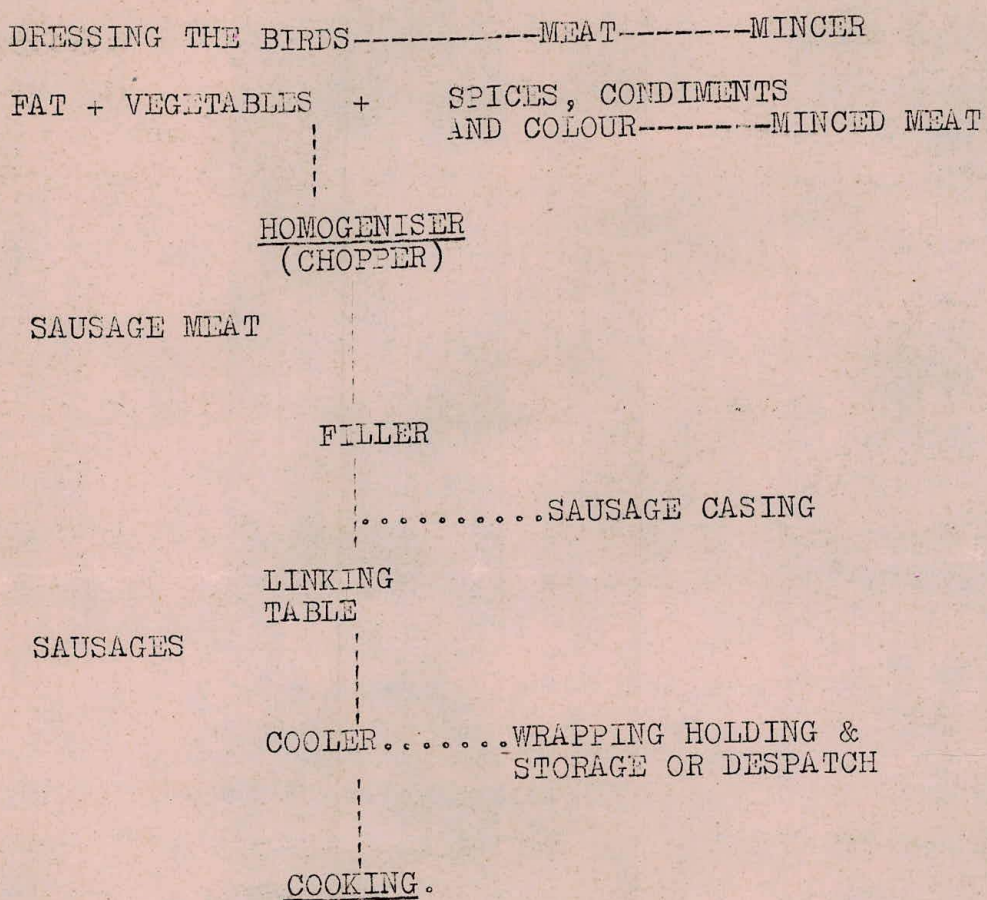 DRESSING THE BIRDS-----------MEAT--------MINCER
FAT + VEGETABLES + SPICES, CONDIMENTS
AND COLOUR---------MINCED MEAT
HOMOGENISER
(CHOPPER)
SAUSAGE MEAT
FILLER
..........SAUSAGE CASING
LINKING
TABLE
SAUSAGES
COOLER.......WRAPPING HOLDING &
STORAGE OR DESPATCH
COOKING.